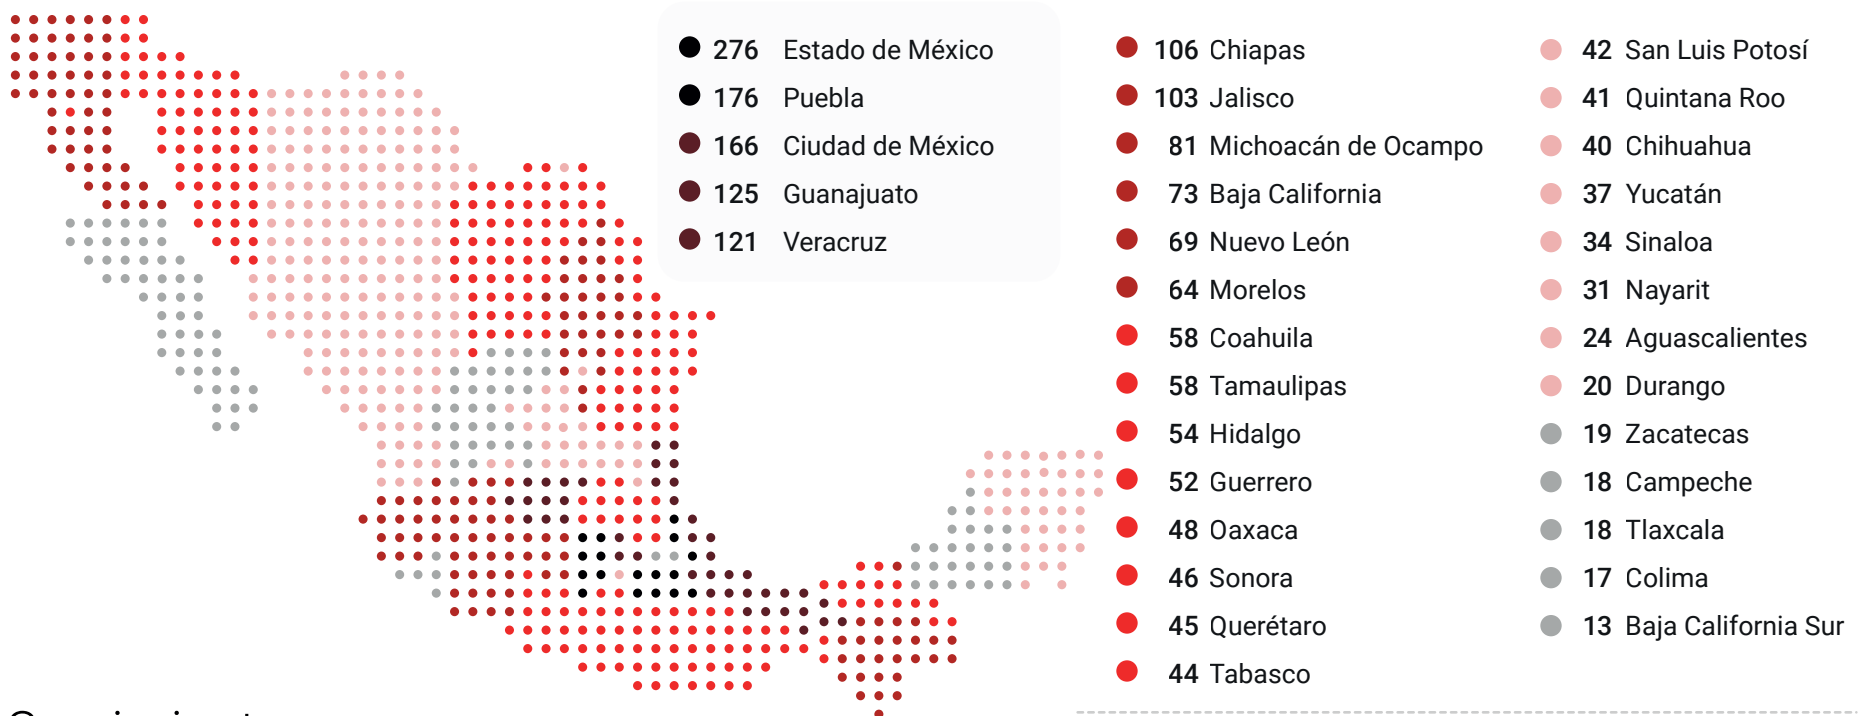 276 Estado de México
176 Puebla
166 Ciudad de México
125 Guanajuato
121 Veracruz
106 Chiapas
103 Jalisco
81 Michoacán de Ocampo
73 Baja California
69 Nuevo León
64 Morelos
58 Coahuila
58 Tamaulipas
54 Hidalgo
52 Guerrero
48 Oaxaca
46 Sonora
45 Querétaro
44 Tabasco
42 San Luis Potosí
41 Quintana Roo
40 Chihuahua
37 Yucatán
34 Sinaloa
31 Nayarit
24 Aguascalientes
20 Durango
19 Zacatecas
18 Campeche
18 Tlaxcala
17 Colima
13 Baja California Sur